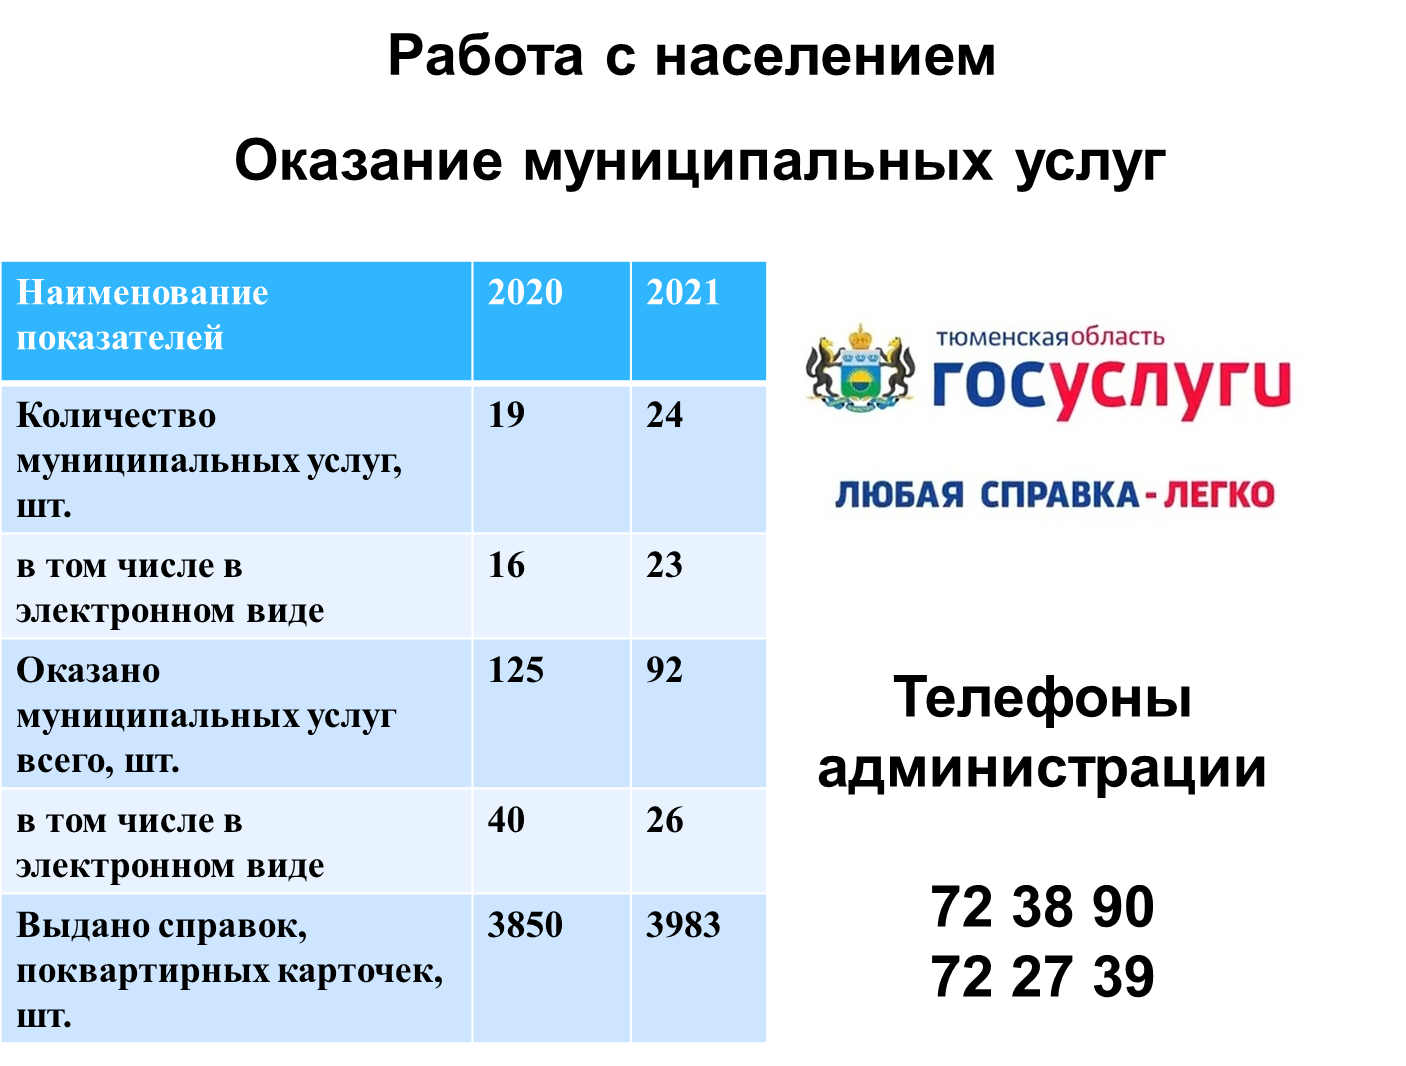 Работа с населением
Оказание муниципальных услуг
Наименование
показателей
2020
2021
Количество
муниципальных услуг,
шт.
19
24
в том числе в
электронном виде
16
23
Оказано
муниципальных услуг
всего, шт.
125
92
в том числе в
электронном виде
40
26
Выдано справок,
поквартирных карточек,
шт.
3850
3983
тюменская область
госуслуги
ЛЮБАЯ СПРАВКА - ЛЕГКО
Телефоны
администрации
72 38 90
72 27 39